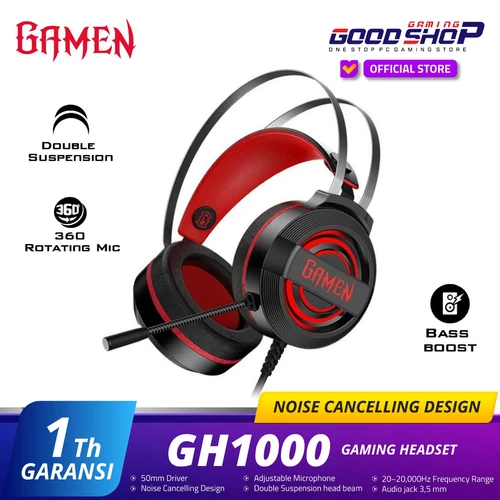 GAMEN
GAMING
GOOD SHOP
ONE STOP PC GAMING STORE
OFFICIAL STORE
DOUBLE
SUSPENSION
360°
360
ROTATING MIC
GAMEN
BASS
BOOST
NOISE CANCELLING DESIGN
1Th
GARANSI
GH1000 GAMING HEADSET
50mm Driver
Noise Cancelling Design
Adjustable Microphone
Double Suspension head beam
20~20,000Hz Frequency Range
Audio jack 3,5 mm